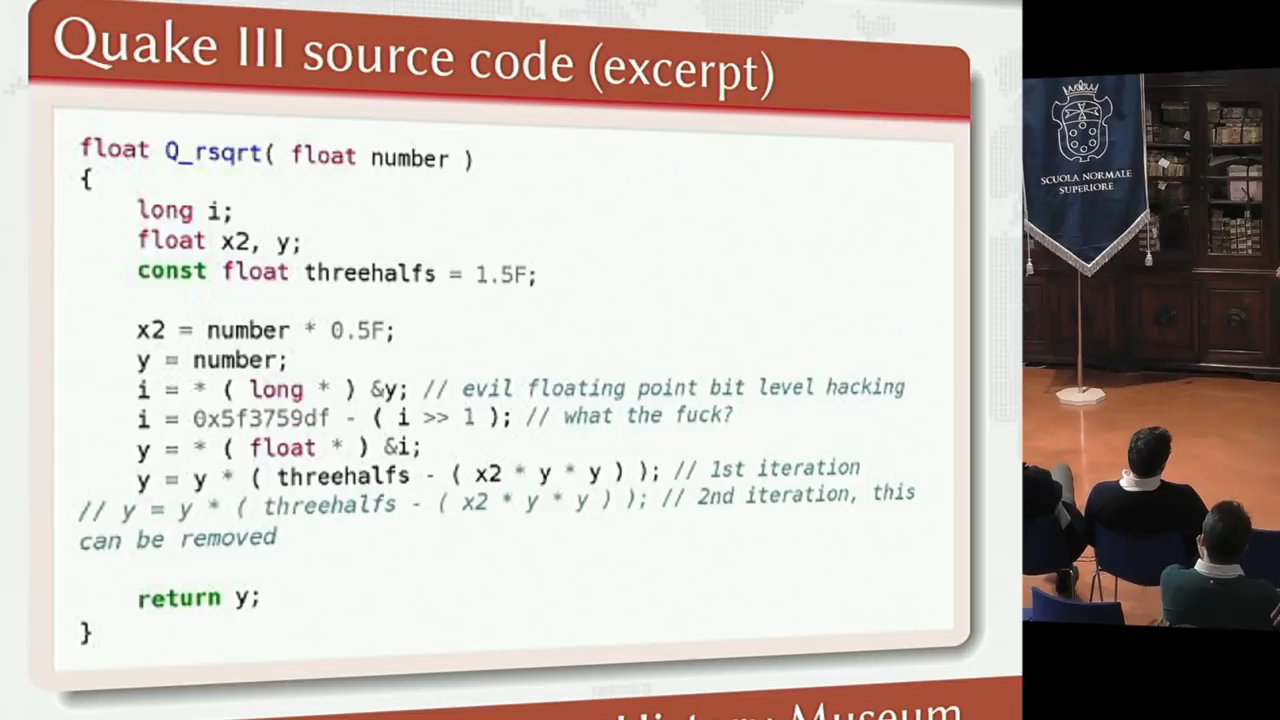 Quake III source code (excerpt)
float Q_rsqrt( float number )
{
long i;
float x2, y;
const float threehalfs = 1.5F;
x2 = number * 0.5F;
y = number;
i = * ( long * ) &y; // evil floating point bit level hacking
i = 0x5f3759df - ( i >> 1 ); // what the fuck?
y = * ( float * ) &i;
y = y * ( threehalfs - ( x2 * y * y ) ); // 1st iteration
// y = y * ( threehalfs - ( x2 * y * y ) ); // 2nd iteration, this
can be removed
return y;
}
Museum
SCUOLA NORMALE
SUPERIORE